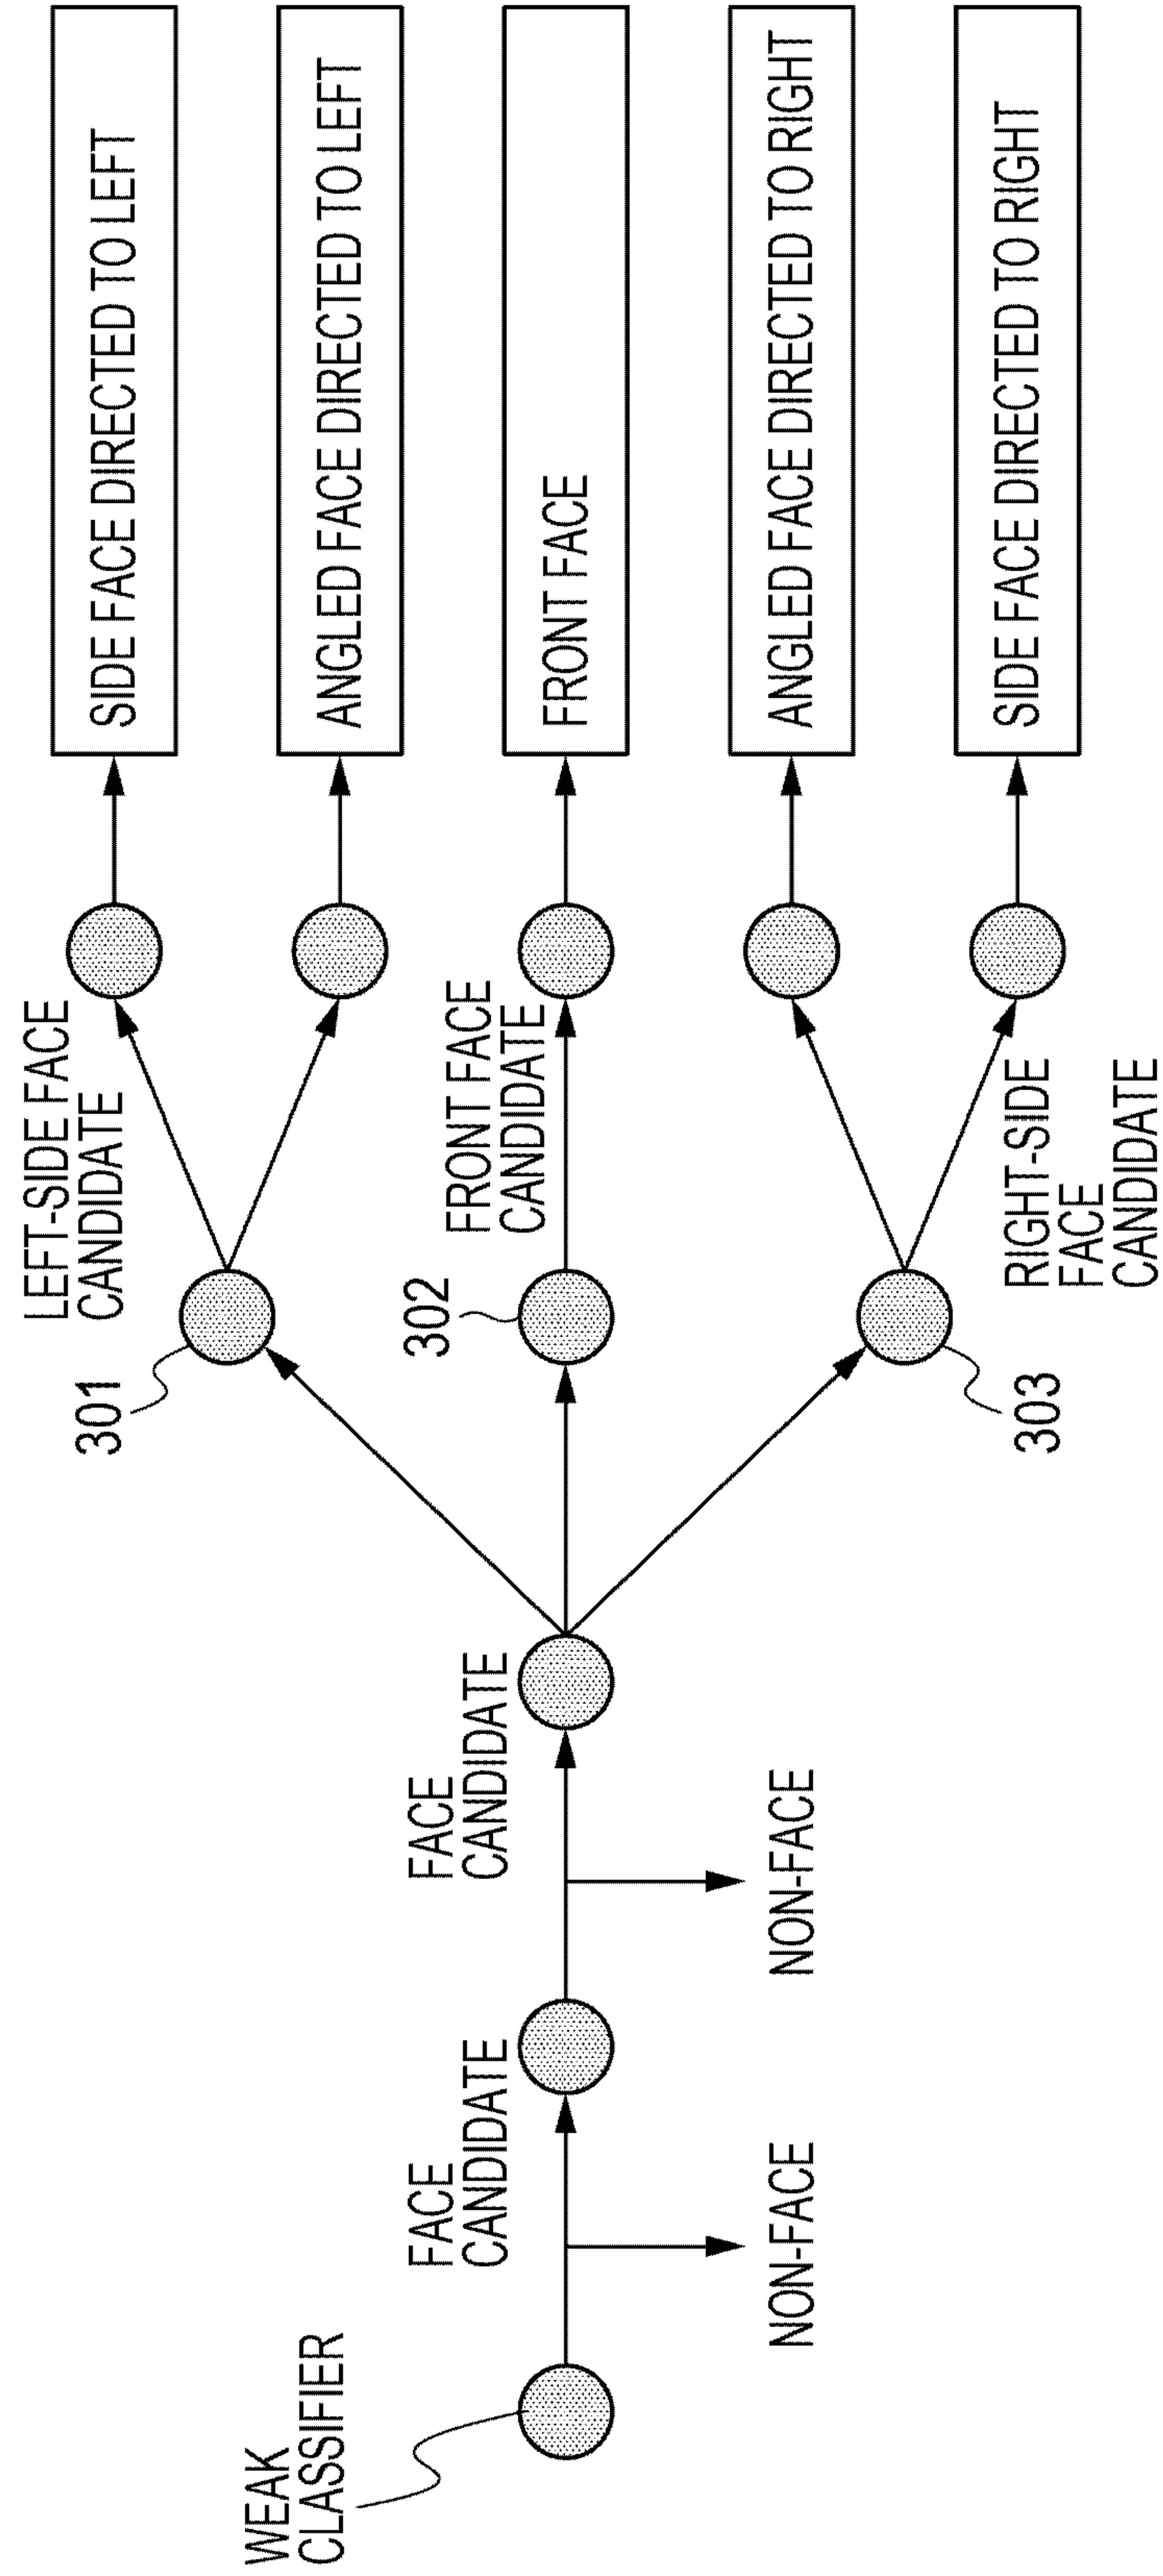 WEAK
CLASSIFIER
FACE
CANDIDATE
NON-FACE
FACE
CANDIDATE
NON-FACE
301
LEFT-SIDE FACE
CANDIDATE
302
FRONT FACE
CANDIDATE
303
RIGHT-SIDE
FACE
CANDIDATE
SIDE FACE DIRECTED TO LEFT
ANGLED FACE DIRECTED TO LEFT
FRONT FACE
ANGLED FACE DIRECTED TO RIGHT
SIDE FACE DIRECTED TO RIGHT